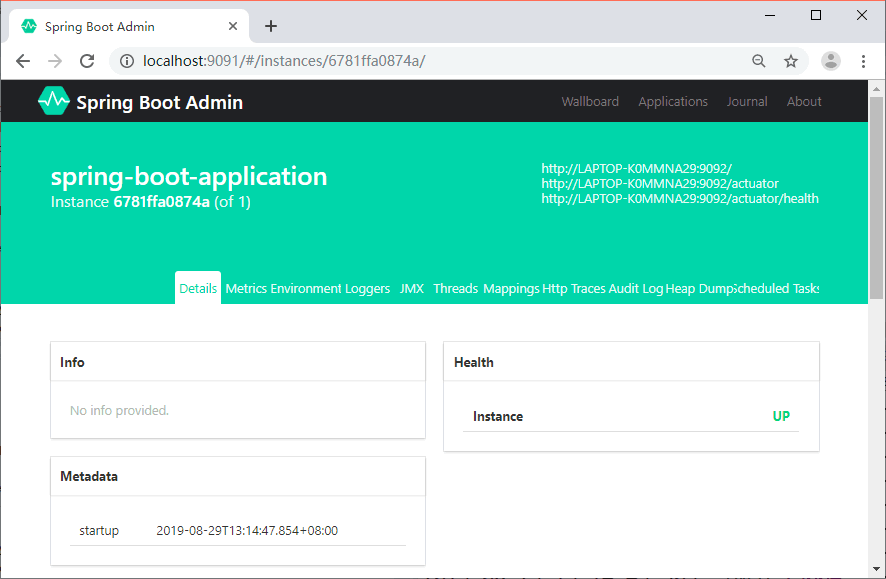 Spring Boot Admin
localhost:9091/#/instances/6781ffa0874a/
Spring Boot Admin
Wallboard Applications Journal About
spring-boot-application
Instance 6781ffa0874a (of 1)
http://LAPTOP-K0MMNA29:9092/
http://LAPTOP-K0MMNA29:9092/actuator
http://LAPTOP-K0MMNA29:9092/actuator/health
Details Metrics Environment Loggers JMX Threads Mappings Http Traces Audit Log Heap Dump Scheduled Tasks
Info
No info provided.
Health
Instance UP
Metadata
startup 2019-08-29T13:14:47.854+08:00